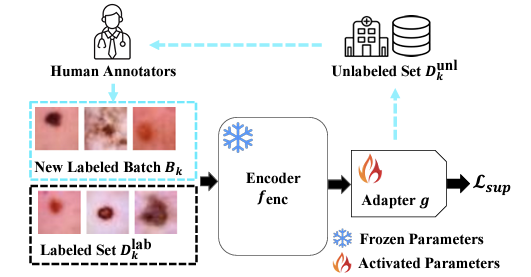 Human Annotators
Unlabeled Set $D_k^{\text{unl}}$
New Labeled Batch $B_k$
Labeled Set $D_k^{\text{lab}}$
Encoder
$f_{\text{enc}}$
Adapter $g$
$\mathcal{L}_{sup}$
Frozen Parameters
Activated Parameters